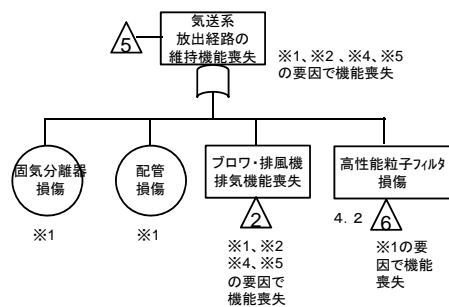 気送系
放出経路の
維持機能喪失
5
※1、※2 、※4、※5
の要因で機能喪失
固気分離器
損傷
※1
配管
損傷
※1
ブロワ・排風機
排気機能喪失
2
※1、※2
※4、※5
の要因で
機能喪失
高性能粒子フィルタ
損傷
4．2
6
※1の要
因で機能
喪失